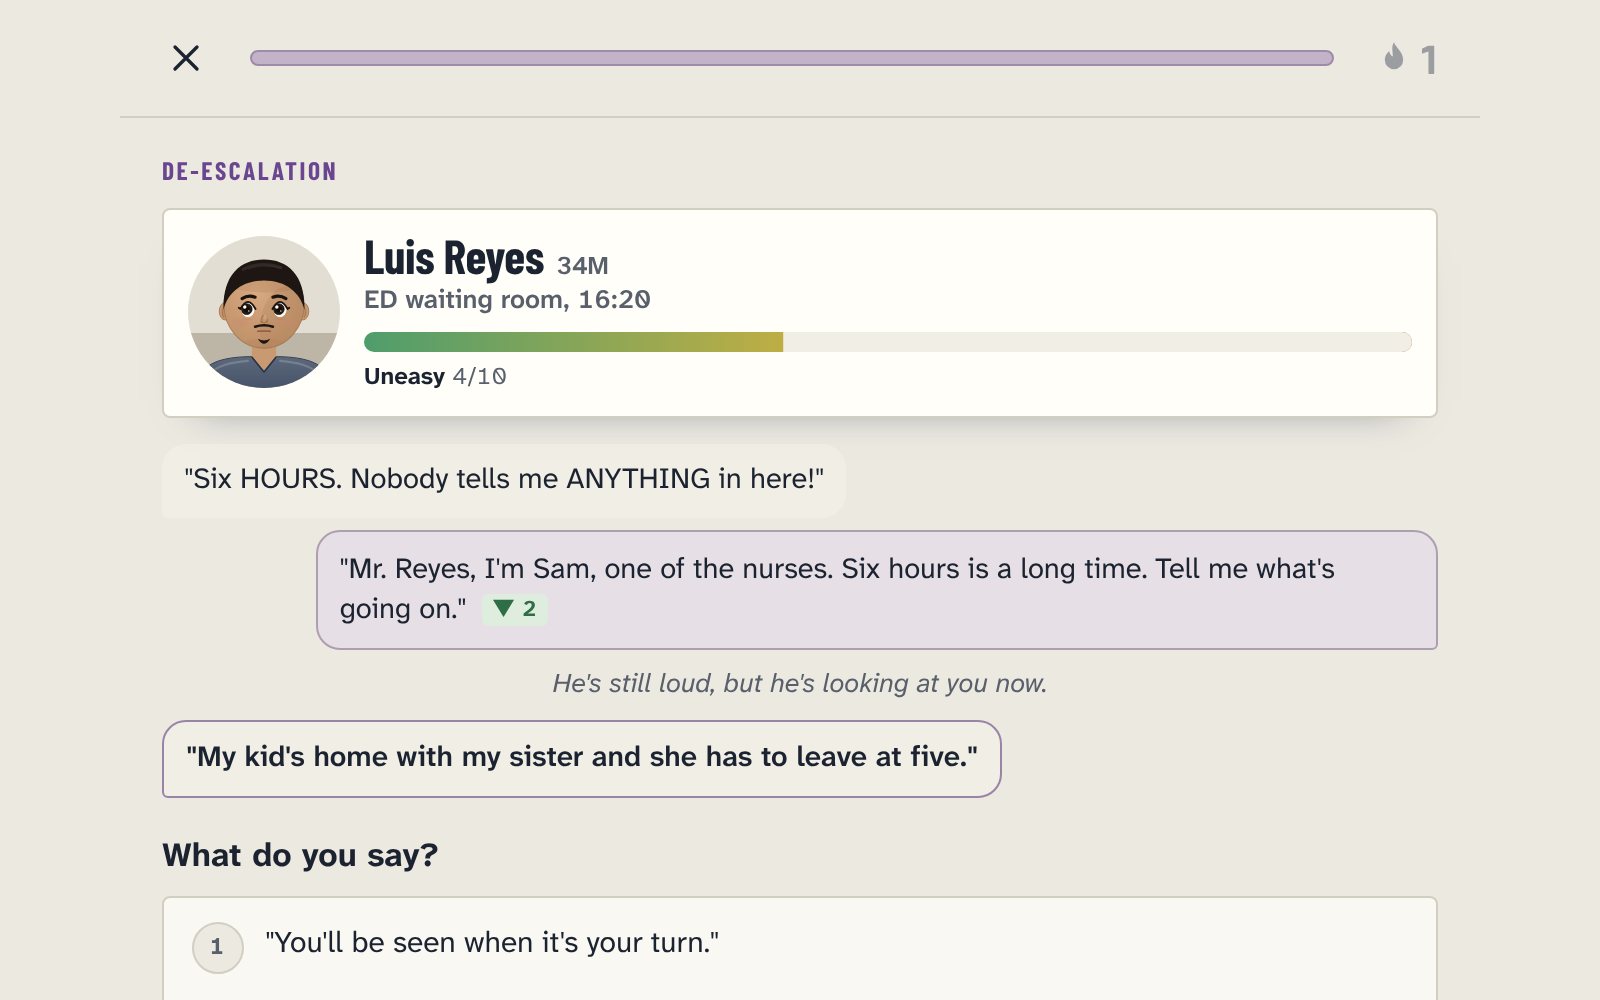 1
DE-ESCALATION
Luis Reyes 34M
ED waiting room, 16:20
Uneasy 4/10
"Six HOURS. Nobody tells me ANYTHING in here!"
"Mr. Reyes, I'm Sam, one of the nurses. Six hours is a long time. Tell me what's
going on." ▼ 2
He's still loud, but he's looking at you now.
"My kid's home with my sister and she has to leave at five."
What do you say?
1 "You'll be seen when it's your turn."